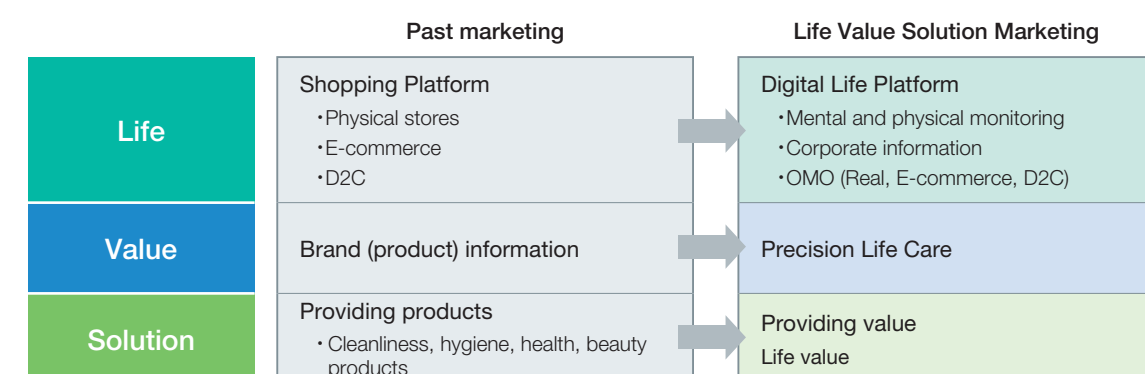 Past marketing
Life Value Solution Marketing
Life
Shopping Platform
・Physical stores
・E-commerce
・D2C
Digital Life Platform
・Mental and physical monitoring
・Corporate information
・OMO (Real, E-commerce, D2C)
Value
Brand (product) information
Precision Life Care
Solution
Providing products
・Cleanliness, hygiene, health, beauty
products
Providing value
Life value